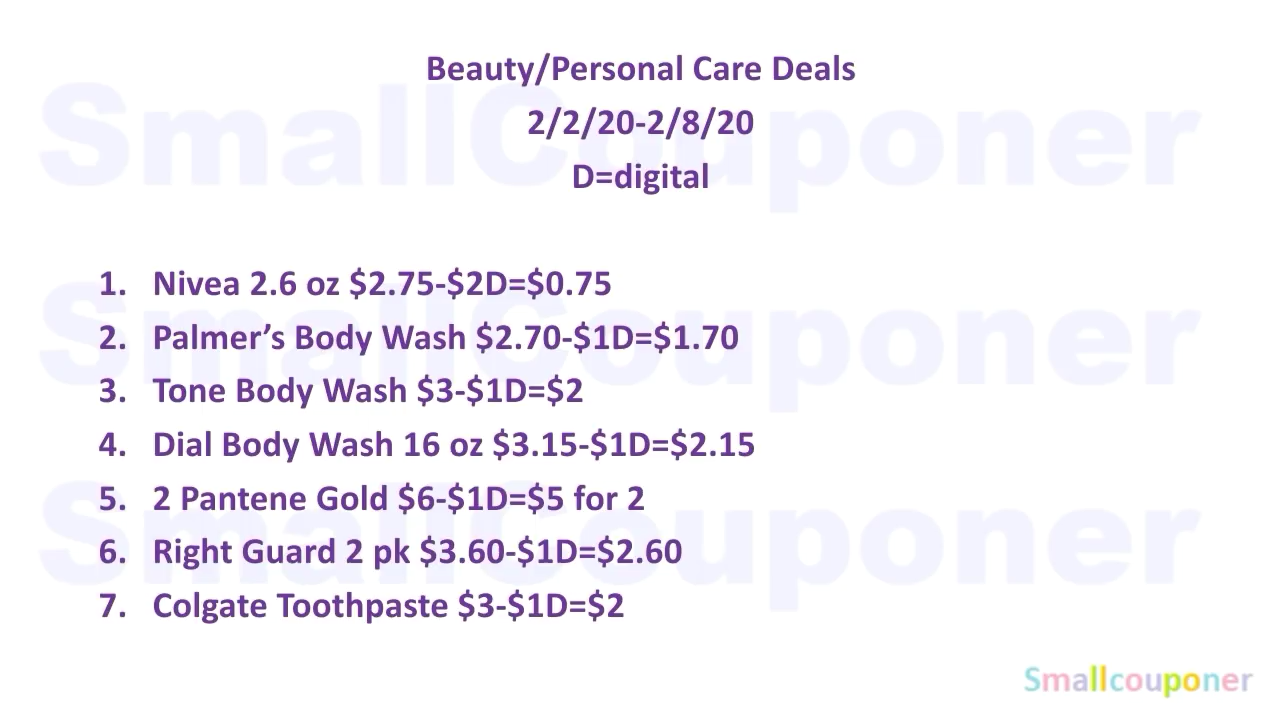 Beauty/Personal Care Deals
2/2/20-2/8/20
D=digital
1. Nivea 2.6 oz $2.75-$2D=$0.75
2. Palmer’s Body Wash $2.70-$1D=$1.70
3. Tone Body Wash $3-$1D=$2
4. Dial Body Wash 16 oz $3.15-$1D=$2.15
5. 2 Pantene Gold $6-$1D=$5 for 2
6. Right Guard 2 pk $3.60-$1D=$2.60
7. Colgate Toothpaste $3-$1D=$2
SmallCouponer
SmallCouponer
SmallCouponer
Smallcouponer